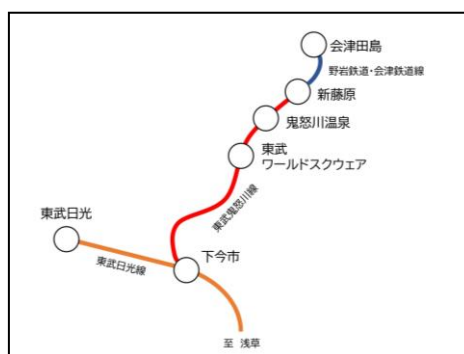 会津田島
野岩鉄道・会津鉄道線
新藤原
鬼怒川温泉
東武
ワールドスクウェア
東武鬼怒川線
東武日光
東武日光線
下今市
至 浅草